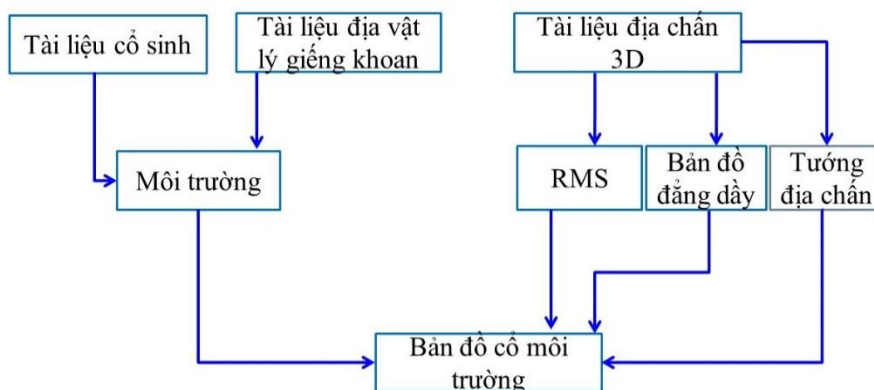 Tài liệu cổ sinh
Tài liệu địa vật
lý giếng khoan
Tài liệu địa chấn
3D
Môi trường
RMS
Bản đồ
đẳng dầy
Tướng
địa chấn
Bản đồ cổ môi
trường